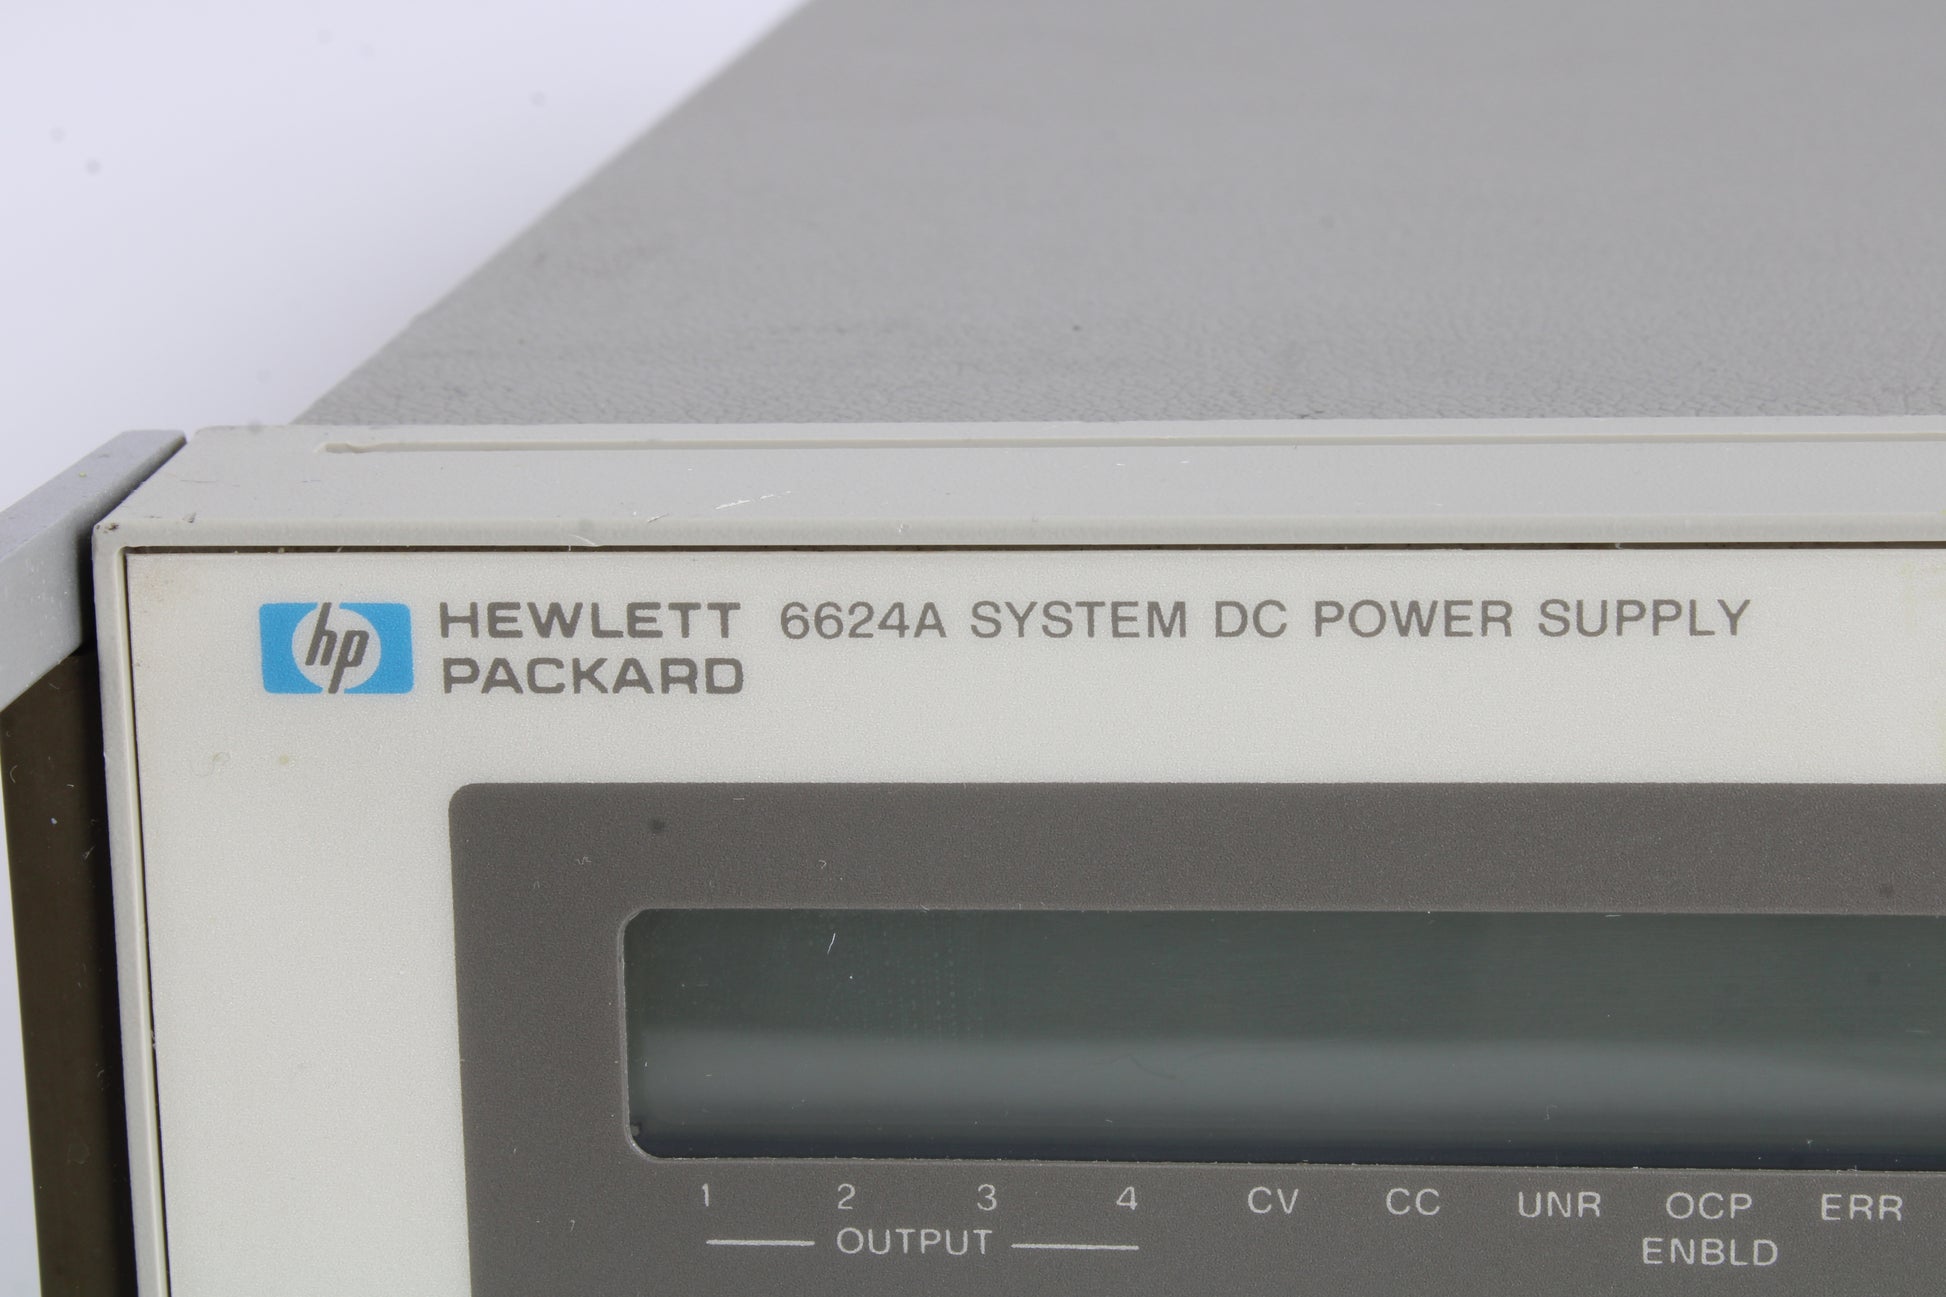 hp HEWLETT 6624A SYSTEM DC POWER SUPPLY
PACKARD
1 2 3 4 CV CC UNR OCP ERR
OUTPUT ENBLD